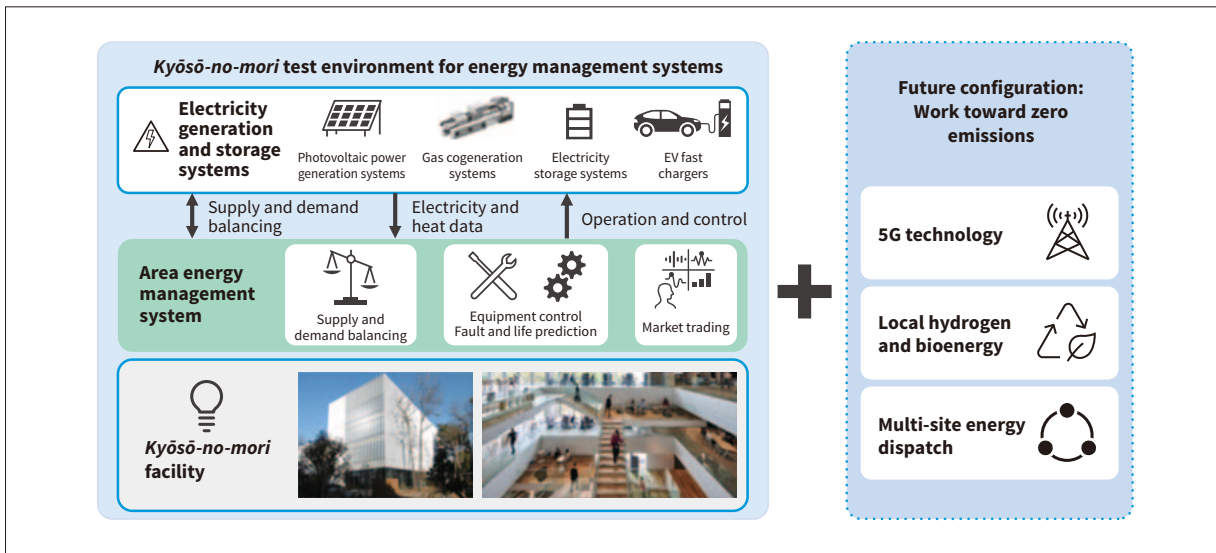 Kyōsō-no-mori test environment for energy management systems
Electricity
generation
and storage
systems
Photovoltaic power
generation systems
Gas cogeneration
systems
Electricity
storage systems
EV fast
chargers
Supply and demand
balancing
Electricity and
heat data
Operation and control
Area energy
management
system
Supply and
demand balancing
Equipment control
Fault and life prediction
Market trading
Kyōsō-no-mori
facility
Future configuration:
Work toward zero
emissions
5G technology
Local hydrogen
and bioenergy
Multi-site energy
dispatch